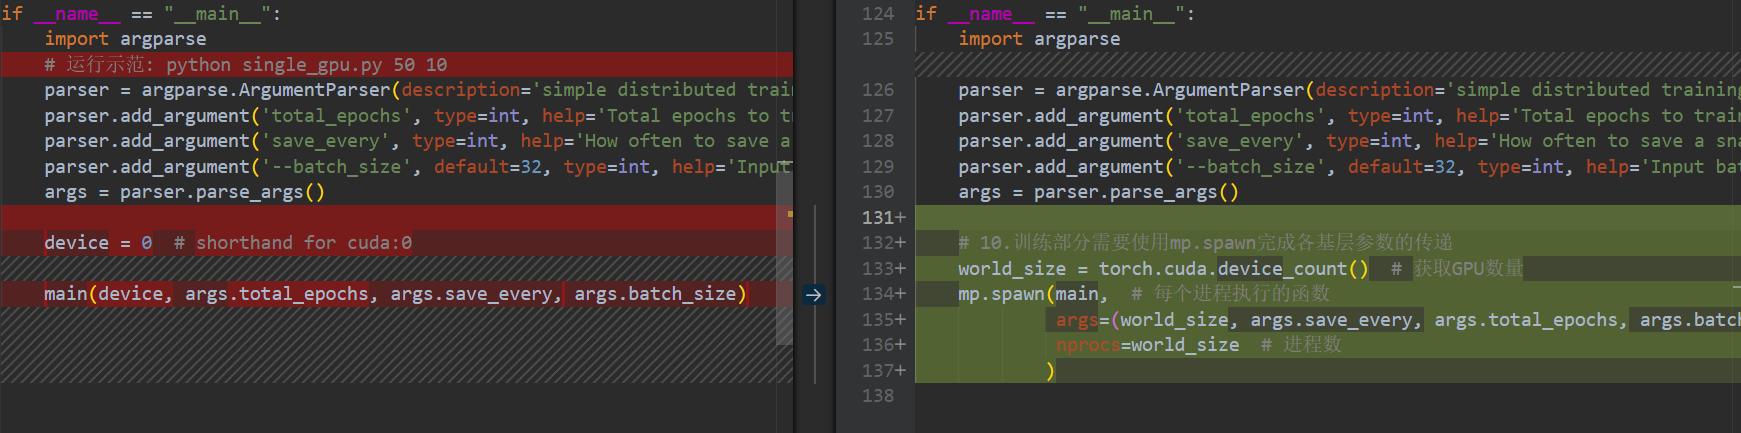 if __name__ == "__main__":
import argparse
# 运行示范: python single_gpu.py 50 10
parser = argparse.ArgumentParser(description='simple distributed trai
parser.add_argument('total_epochs', type=int, help='Total epochs to t
parser.add_argument('save_every', type=int, help='How often to save a
parser.add_argument('--batch_size', default=32, type=int, help='Input
args = parser.parse_args()
device = 0  # shorthand for cuda:0
main(device, args.total_epochs, args.save_every, args.batch_size)
124 if __name__ == "__main__":
125 import argparse
126 parser = argparse.ArgumentParser(description='simple distributed training
127 parser.add_argument('total_epochs', type=int, help='Total epochs to trai
128 parser.add_argument('save_every', type=int, help='How often to save a sna
129 parser.add_argument('--batch_size', default=32, type=int, help='Input bat
130 args = parser.parse_args()
131+
132+ # 10.训练部分需要使用mp.spawn完成各基层参数的传递
133+ world_size = torch.cuda.device_count()  # 获取GPU数量
134+ mp.spawn(main,  # 每个进程执行的函数
135+ args=(world_size, args.save_every, args.total_epochs, args.batch
136+ nprocs=world_size  # 进程数
137+ )
138